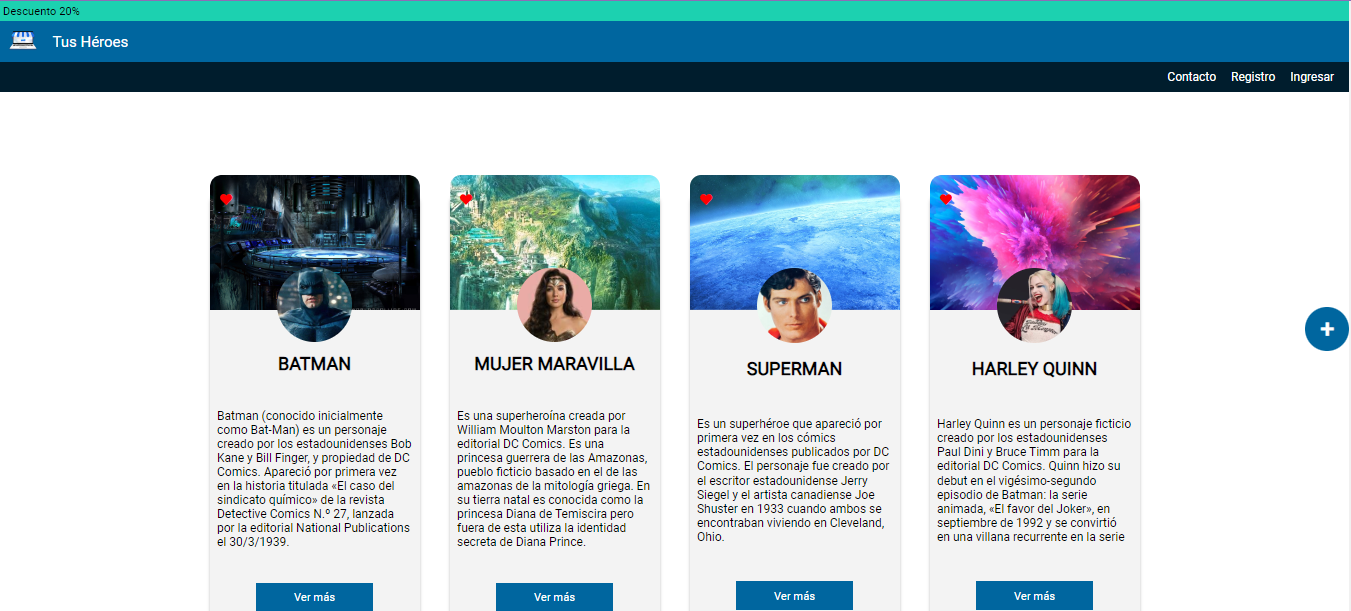 Descuento 20%
Tus Héroes
Contacto Registro Ingresar
BATMAN
Batman (conocido inicialmente
como Bat-Man) es un personaje
creado por los estadounidenses Bob
Kane y Bill Finger, y propiedad de DC
Comics. Apareció por primera vez
en la historia titulada «El caso del
sindicato químico» de la revista
Detective Comics N.º 27, lanzada
por la editorial National Publications
el 30/3/1939.
Ver más
MUJER MARAVILLA
Es una superheroína creada por
William Moulton Marston para la
editorial DC Comics. Es una
princesa guerrera de las Amazonas,
pueblo ficticio basado en el de las
amazonas de la mitología griega. En
su tierra natal es conocida como la
princesa Diana de Temiscira pero
fuera de esta utiliza la identidad
secreta de Diana Prince.
Ver más
SUPERMAN
Es un superhéroe que apareció por
primera vez en los cómics
estadounidenses publicados por DC
Comics. El personaje fue creado por
el escritor estadounidense Jerry
Siegel y el artista canadiense Joe
Shuster en 1933 cuando ambos se
encontraban viviendo en Cleveland,
Ohio.
Ver más
HARLEY QUINN
Harley Quinn es un personaje ficticio
creado por los estadounidenses
Paul Dini y Bruce Timm para la
editorial DC Comics. Quinn hizo su
debut en el vigésimo-segundo
episodio de Batman: la serie
animada, «El favor del Joker», en
septiembre de 1992 y se convirtió
en una villana recurrente en la serie
Ver más